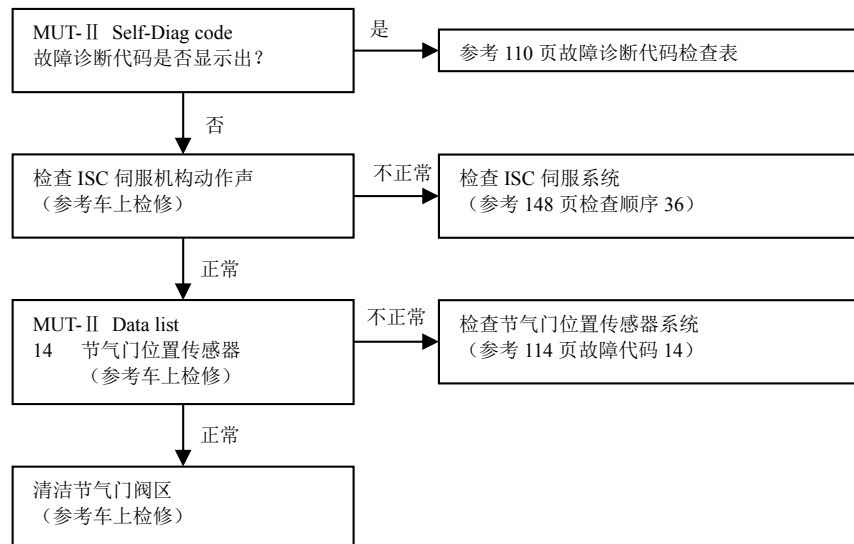 MUT-Ⅱ Self-Diag code
故障诊断代码是否显示出？
是
参考 110 页故障诊断代码检查表
否
检查 ISC 伺服机构动作声
（参考车上检修）
不正常
检查 ISC 伺服系统
（参考 148 页检查顺序 36）
正常
MUT-Ⅱ Data list
14 节气门位置传感器
（参考车上检修）
不正常
检查节气门位置传感器系统
（参考 114 页故障代码 14）
正常
清洁节气门阀区
（参考车上检修）